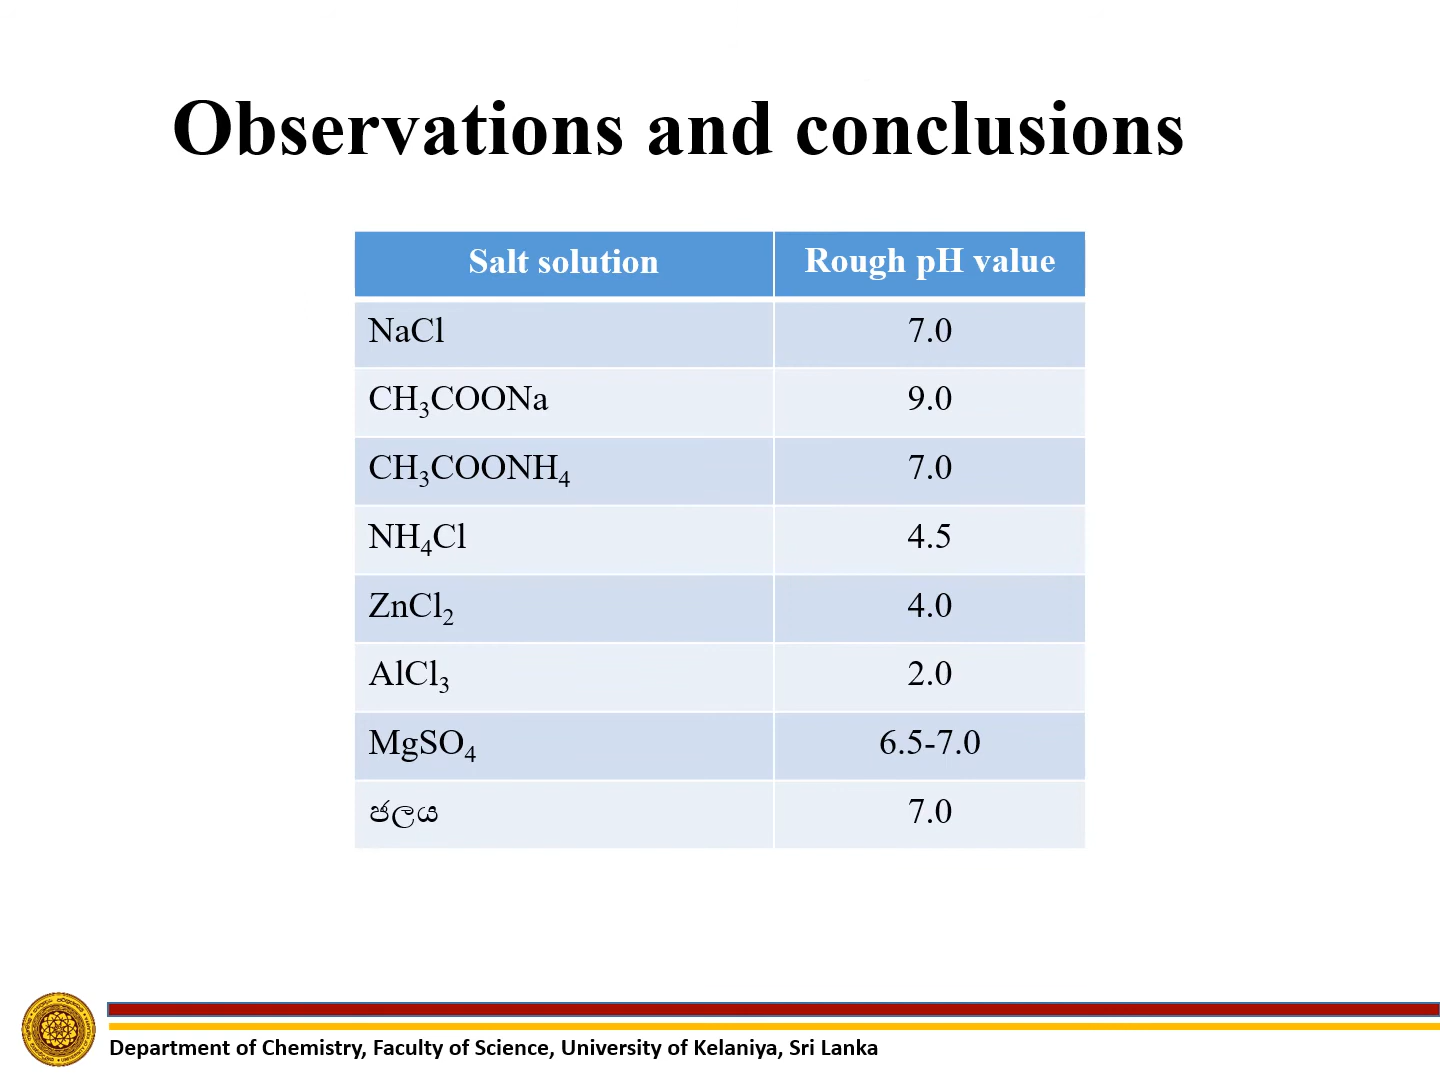 Observations and conclusions
Salt solution Rough pH value
NaCl 7.0
CH₃COONa 9.0
CH₃COONH₄ 7.0
NH₄Cl 4.5
ZnCl₂ 4.0
AlCl₃ 2.0
MgSO₄ 6.5-7.0
ජලය 7.0
Department of Chemistry, Faculty of Science, University of Kelaniya, Sri Lanka